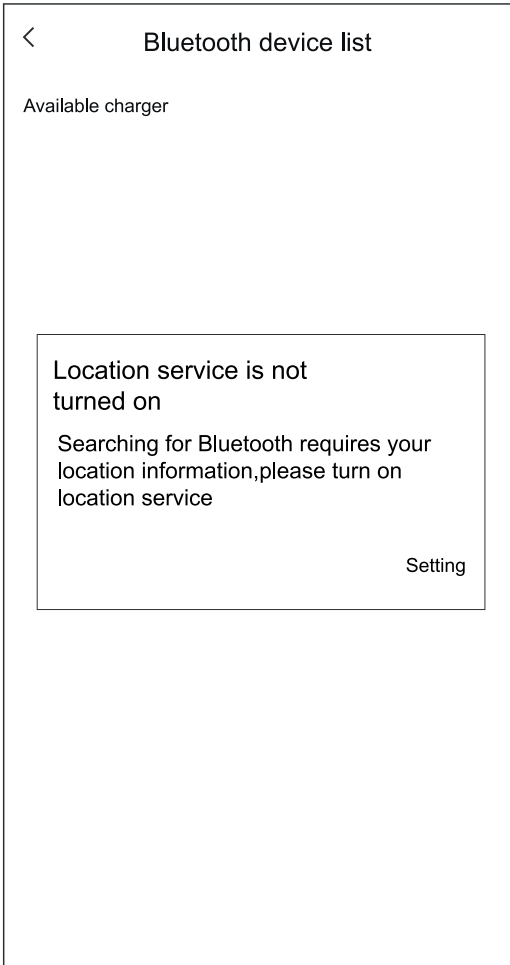 Bluetooth device list
Available charger
Location service is not
turned on
Searching for Bluetooth requires your
location information,please turn on
location service
Setting